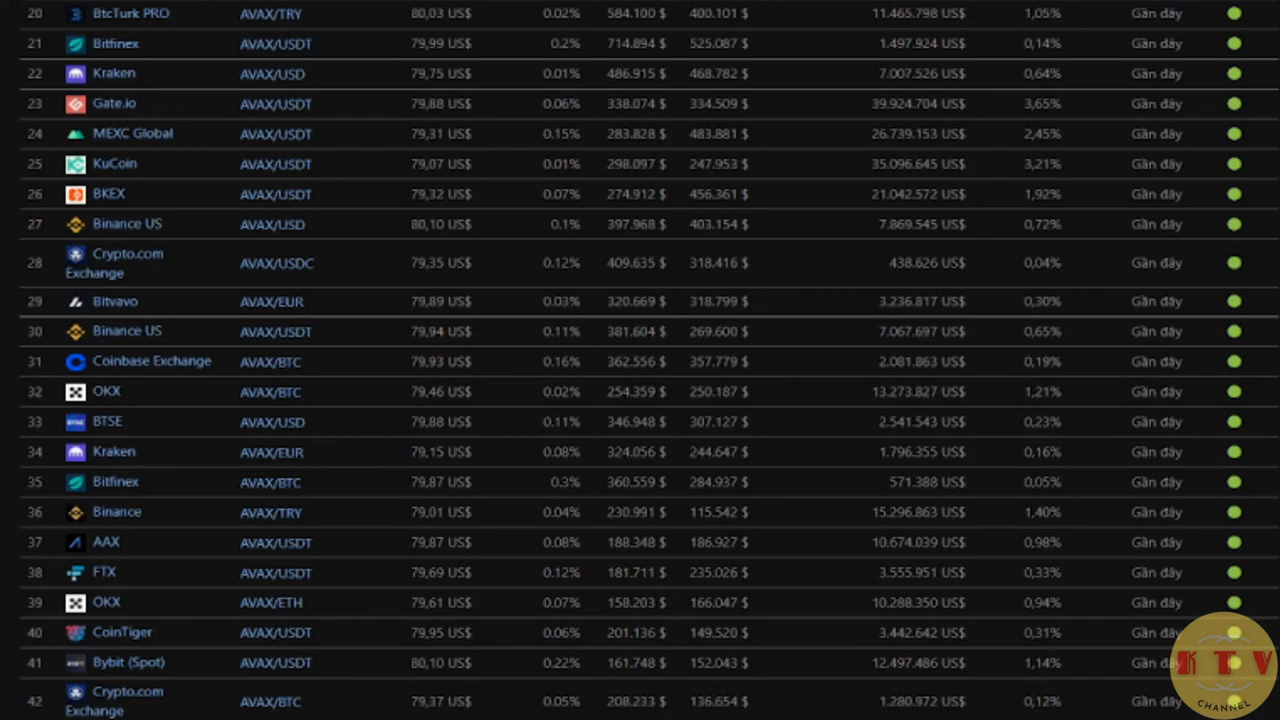 20 BtcTurk PRO AVAX/TRY 80,03 US$ 0.02% 584.100 $ 400.101 $ 11.465.798 US$ 1,05% Gần đây
21 Bitfinex AVAX/USDT 79,99 US$ 0.2% 714.894 $ 525.087 $ 1.497.924 US$ 0,14% Gần đây
22 Kraken AVAX/USD 79,75 US$ 0.01% 486.915 $ 468.782 $ 7.007.526 US$ 0,64% Gần đây
23 Gate.io AVAX/USDT 79,88 US$ 0.06% 338.074 $ 334.509 $ 39.924.704 US$ 3,65% Gần đây
24 MEXC Global AVAX/USDT 79,31 US$ 0.15% 283.828 $ 483.881 $ 26.739.153 US$ 2,45% Gần đây
25 KuCoin AVAX/USDT 79,07 US$ 0.01% 298.097 $ 247.953 $ 35.096.645 US$ 3,21% Gần đây
26 BKEX AVAX/USDT 79,32 US$ 0.07% 274.912 $ 456.361 $ 21.042.572 US$ 1,92% Gần đây
27 Binance US AVAX/USD 80,10 US$ 0.1% 397.968 $ 403.154 $ 7.869.545 US$ 0,72% Gần đây
28 Crypto.com AVAX/USDC 79,35 US$ 0.12% 409.635 $ 318.416 $ 438.626 US$ 0,04% Gần đây
Exchange
29 Bitvavo AVAX/EUR 79,89 US$ 0.03% 320.669 $ 318.799 $ 3.236.817 US$ 0,30% Gần đây
30 Binance US AVAX/USDT 79,94 US$ 0.11% 381.604 $ 269.600 $ 7.067.697 US$ 0,65% Gần đây
31 Coinbase Exchange AVAX/BTC 79,93 US$ 0.16% 362.556 $ 357.779 $ 2.081.863 US$ 0,19% Gần đây
32 OKX AVAX/BTC 79,46 US$ 0.02% 254.359 $ 250.187 $ 13.273.827 US$ 1,21% Gần đây
33 BTSE AVAX/USD 79,88 US$ 0.11% 346.948 $ 307.127 $ 2.541.543 US$ 0,23% Gần đây
34 Kraken AVAX/EUR 79,15 US$ 0.08% 324.056 $ 244.647 $ 1.796.355 US$ 0,16% Gần đây
35 Bitfinex AVAX/BTC 79,87 US$ 0.3% 360.559 $ 284.937 $ 571.388 US$ 0,05% Gần đây
36 Binance AVAX/TRY 79,01 US$ 0.04% 230.991 $ 115.542 $ 15.296.863 US$ 1,40% Gần đây
37 AAX AVAX/USDT 79,87 US$ 0.08% 188.348 $ 186.927 $ 10.674.039 US$ 0,98% Gần đây
38 FTX AVAX/USDT 79,69 US$ 0.12% 181.711 $ 235.026 $ 3.555.951 US$ 0,33% Gần đây
39 OKX AVAX/ETH 79,61 US$ 0.07% 158.203 $ 166.047 $ 10.288.350 US$ 0,94% Gần đây
40 CoinTiger AVAX/USDT 79,95 US$ 0.06% 201.136 $ 149.520 $ 3.442.642 US$ 0,31% Gần đây
41 Bybit (Spot) AVAX/USDT 80,10 US$ 0.22% 161.748 $ 152.043 $ 12.497.486 US$ 1,14% Gần
42 Crypto.com AVAX/BTC 79,37 US$ 0.05% 208.233 $ 136.654 $ 1.280.972 US$ 0,12% Gần
Exchange
KTV
CHANNEL